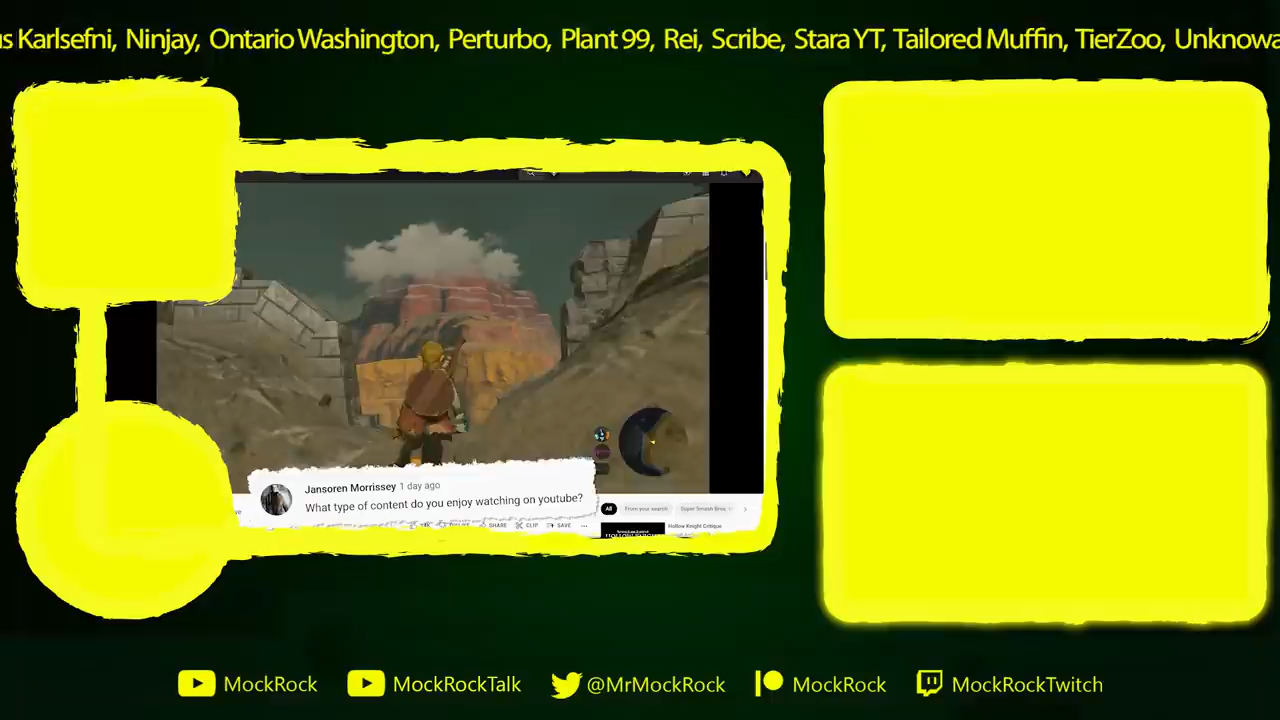 Karlsefni, Ninjay, Ontario Washington, Perturbo, Plant 99, Rei, Scribe, Stara YT, Tailored Muffin, TierZoo,
Jansoren Morrissey 1 day ago
What type of content do you enjoy watching on youtube?
All From your search Super Smash Bros.
SHARE CLIP SAVE ...
Hollow Knight Critique
MockRock MockRockTalk @MrMockRock MockRock MockRockTwitch